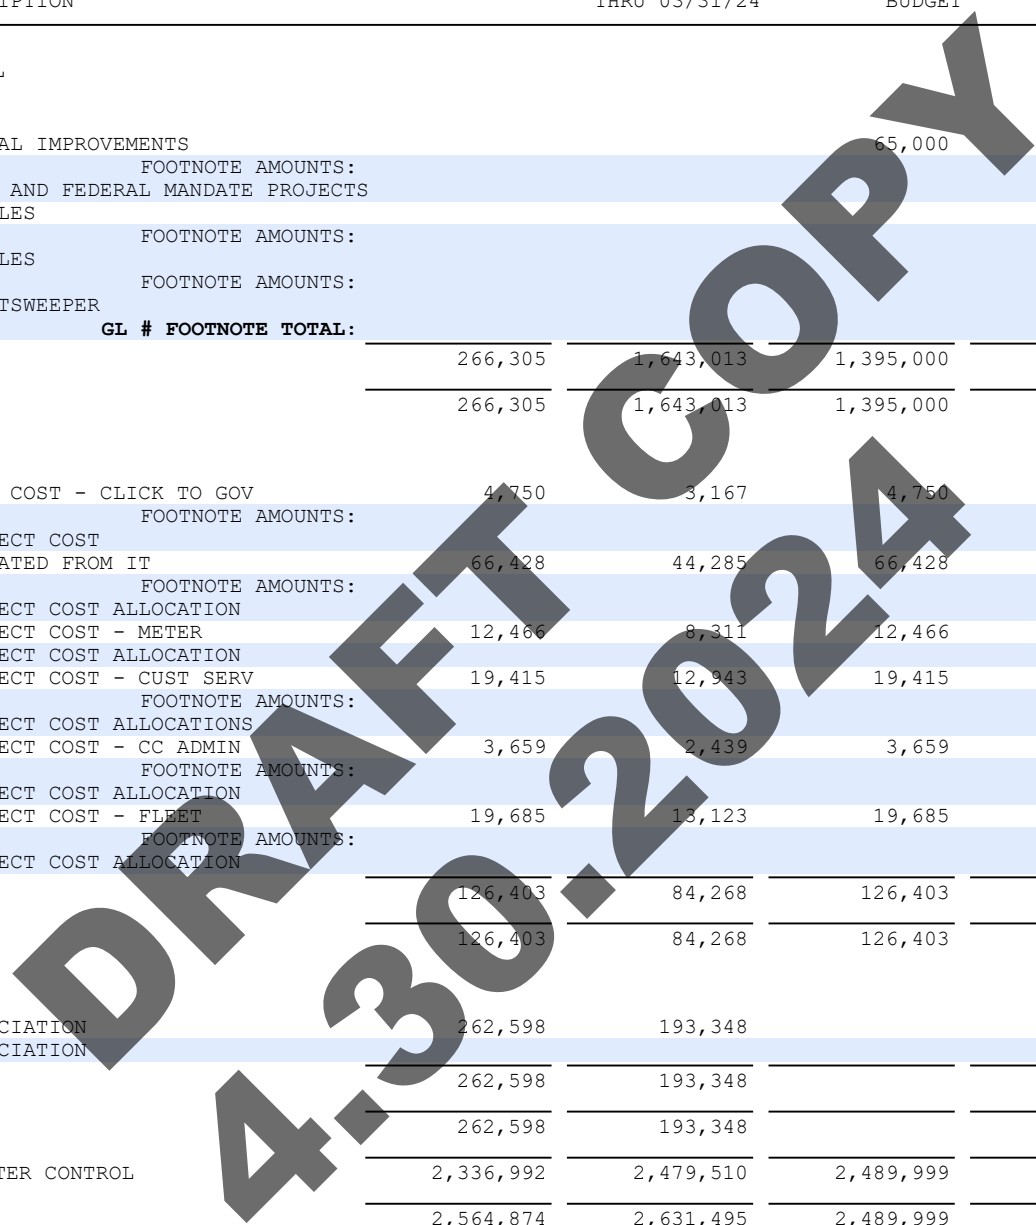 IPTION THRU 03/31/24 BUDGET
L
AL IMPROVEMENTS 65,000
FOOTNOTE AMOUNTS:
AND FEDERAL MANDATE PROJECTS
LES
FOOTNOTE AMOUNTS:
LES
FOOTNOTE AMOUNTS:
TSWEEPER
GL # FOOTNOTE TOTAL:
266,305 1,643,013 1,395,000
266,305 1,643,013 1,395,000
COST - CLICK TO GOV 4,750 3,167 4,750
FOOTNOTE AMOUNTS:
ECT COST
ATED FROM IT 66,428 44,285 66,428
FOOTNOTE AMOUNTS:
ECT COST ALLOCATION
ECT COST - METER 12,466 8,311 12,466
ECT COST ALLOCATION
ECT COST - CUST SERV 19,415 12,943 19,415
FOOTNOTE AMOUNTS:
ECT COST ALLOCATIONS
ECT COST - CC ADMIN 3,659 2,439 3,659
FOOTNOTE AMOUNTS:
ECT COST ALLOCATION
ECT COST - FLEET 19,685 13,123 19,685
FOOTNOTE AMOUNTS:
ECT COST ALLOCATION
126,403 84,268 126,403
126,403 84,268 126,403
CIATION 262,598 193,348
CIATION
262,598 193,348
262,598 193,348
TER CONTROL 2,336,992 2,479,510 2,489,999
2,564,874 2,631,495 2,489,999
DRAFT COPY
4.30.2024